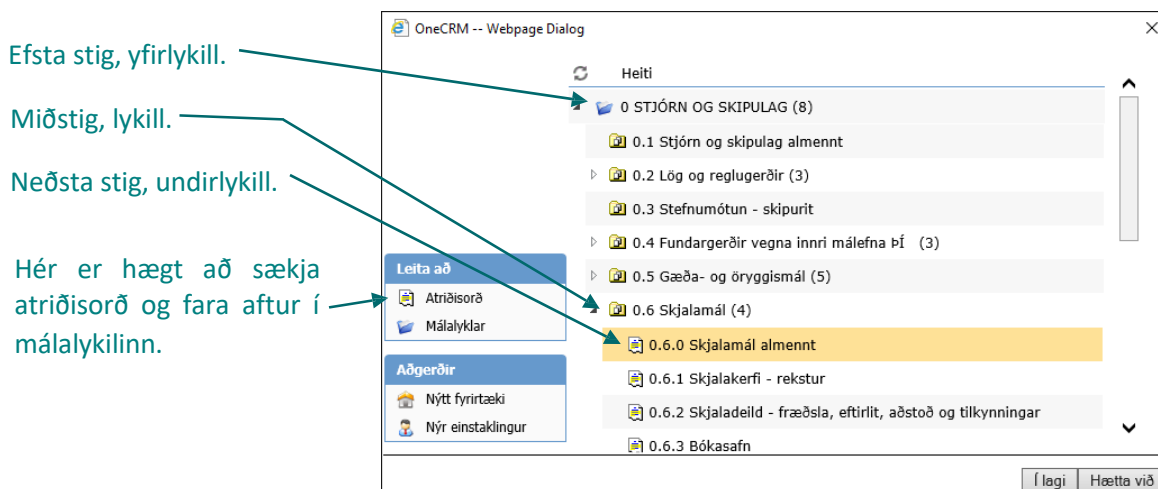 OneCRM -- Webpage Dialog
Efsta stig, yfirlykill.
Miðstig, lykill.
Neðsta stig, undirlykill.
Hér er hægt að sækja
atriðisorð og fara aftur í
málalykilinn.
Leita að
Atriðisorð
Málalyklar
Aðgerðir
Nýtt fyrirtæki
Nýr einstaklingur
Heiti
0 STJÓRN OG SKIPULAG (8)
0.1 Stjórn og skipulag almennt
0.2 Lög og reglugerðir (3)
0.3 Stefnumótun - skipurit
0.4 Fundargerðir vegna innri málefna ÞÍ (3)
0.5 Gæða- og öryggismál (5)
0.6 Skjalamál (4)
0.6.0 Skjalamál almennt
0.6.1 Skjalakerfi - rekstur
0.6.2 Skjaladeild - fræðsla, eftirlit, aðstoð og tilkynningar
0.6.3 Bókasafn
Í lagi
Hætta við